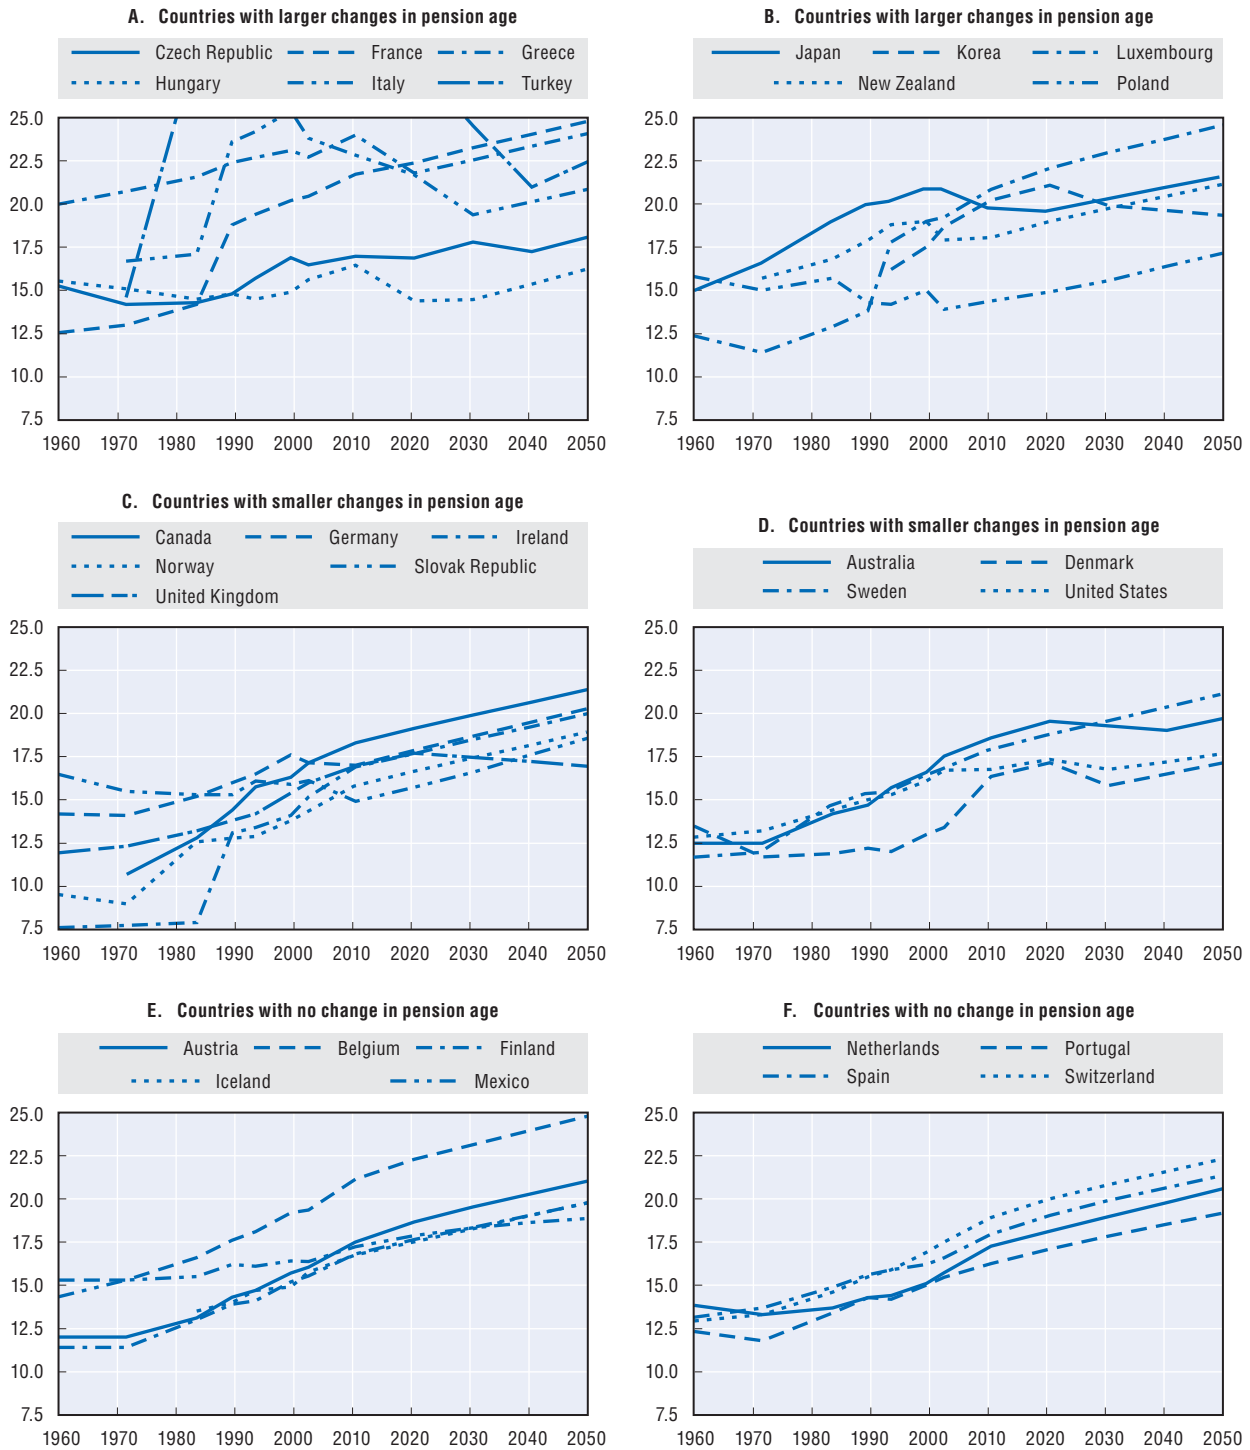 A. Countries with larger changes in pension age
Czech Republic France Greece
Hungary Italy Turkey
25.0
22.5
20.0
17.5
15.0
12.5
10.0
7.5
1960 1970 1980 1990 2000 2010 2020 2030 2040 2050
B. Countries with larger changes in pension age
Japan Korea Luxembourg
New Zealand Poland
25.0
22.5
20.0
17.5
15.0
12.5
10.0
7.5
1960 1970 1980 1990 2000 2010 2020 2030 2040 2050
C. Countries with smaller changes in pension age
Canada Germany Ireland
Norway Slovak Republic
United Kingdom
25.0
22.5
20.0
17.5
15.0
12.5
10.0
7.5
1960 1970 1980 1990 2000 2010 2020 2030 2040 2050
D. Countries with smaller changes in pension age
Australia Denmark
Sweden United States
25.0
22.5
20.0
17.5
15.0
12.5
10.0
7.5
1960 1970 1980 1990 2000 2010 2020 2030 2040 2050
E. Countries with no change in pension age
Austria Belgium Finland
Iceland Mexico
25.0
22.5
20.0
17.5
15.0
12.5
10.0
7.5
1960 1970 1980 1990 2000 2010 2020 2030 2040 2050
F. Countries with no change in pension age
Netherlands Portugal
Spain Switzerland
25.0
22.5
20.0
17.5
15.0
12.5
10.0
7.5
1960 1970 1980 1990 2000 2010 2020 2030 2040 2050